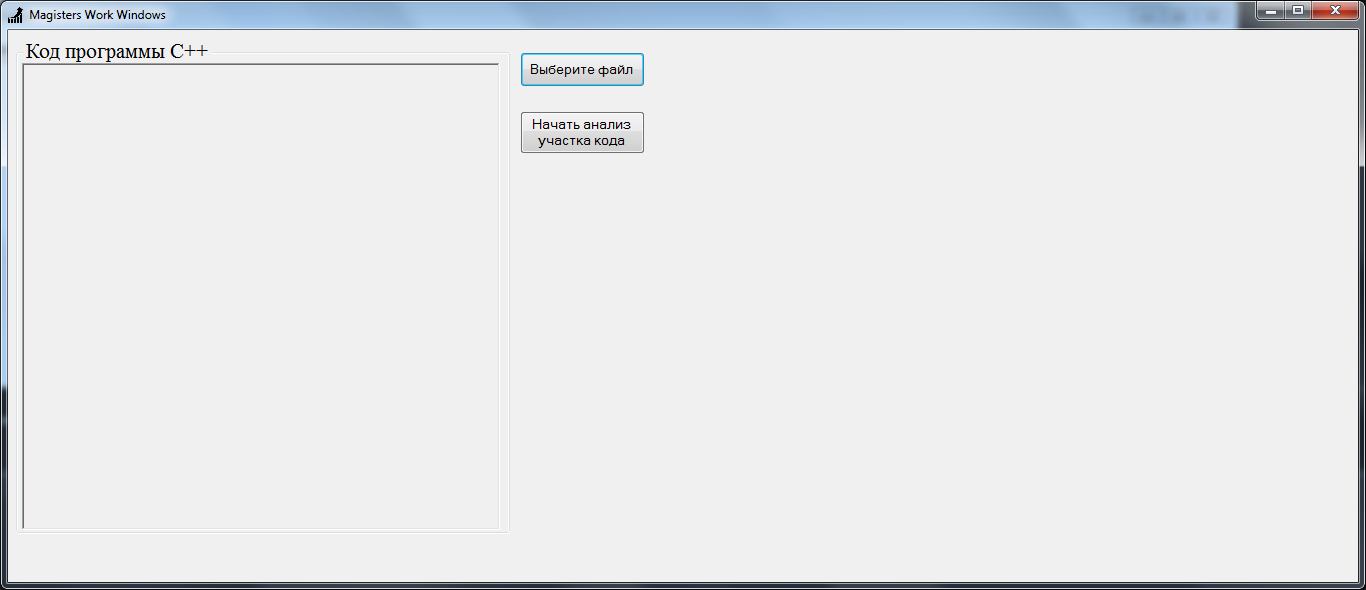 Magisters Work Windows
Код программы C++
Выберите файл
Начать анализ
участка кода